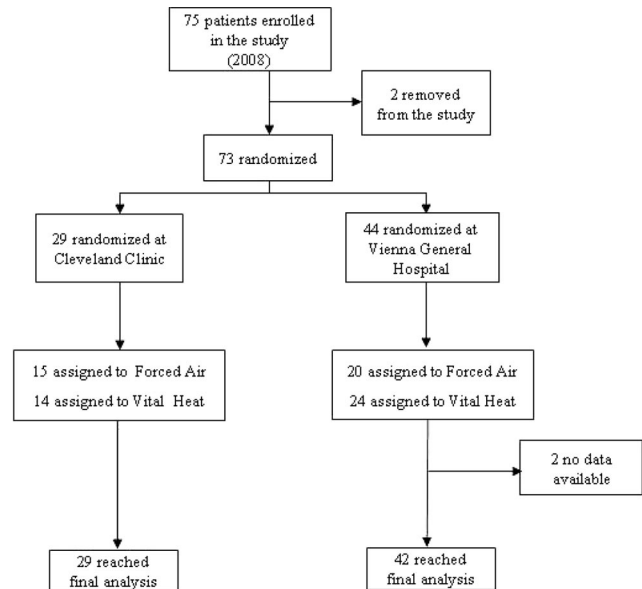 75 patients enrolled
in the study
(2008)
2 removed
from the study
73 randomized
29 randomized at
Cleveland Clinic
44 randomized at
Vienna General
Hospital
15 assigned to Forced Air
14 assigned to Vital Heat
20 assigned to Forced Air
24 assigned to Vital Heat
2 no data
available
29 reached
final analysis
42 reached
final analysis